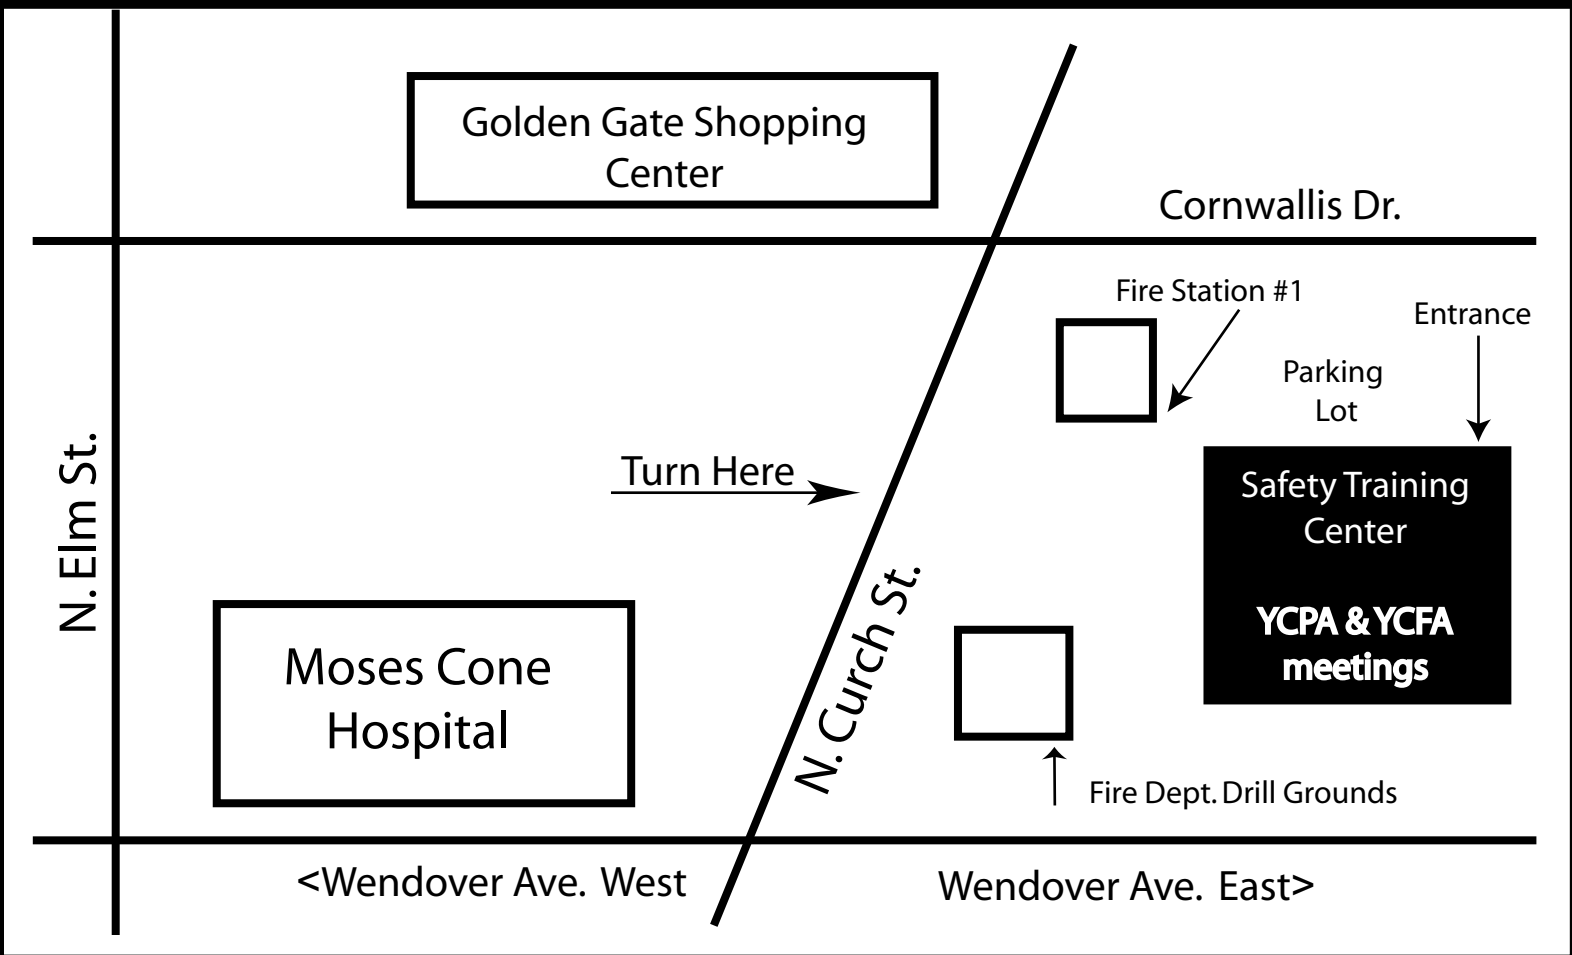 Golden Gate Shopping
Center
Cornwallis Dr.
Fire Station #1
Entrance
Parking
Lot
N. Elm St.
Turn Here
Safety Training
Center
YCPA & YCFA
meetings
N. Curch St.
Moses Cone
Hospital
Fire Dept. Drill Grounds
<Wendover Ave. West
Wendover Ave. East>